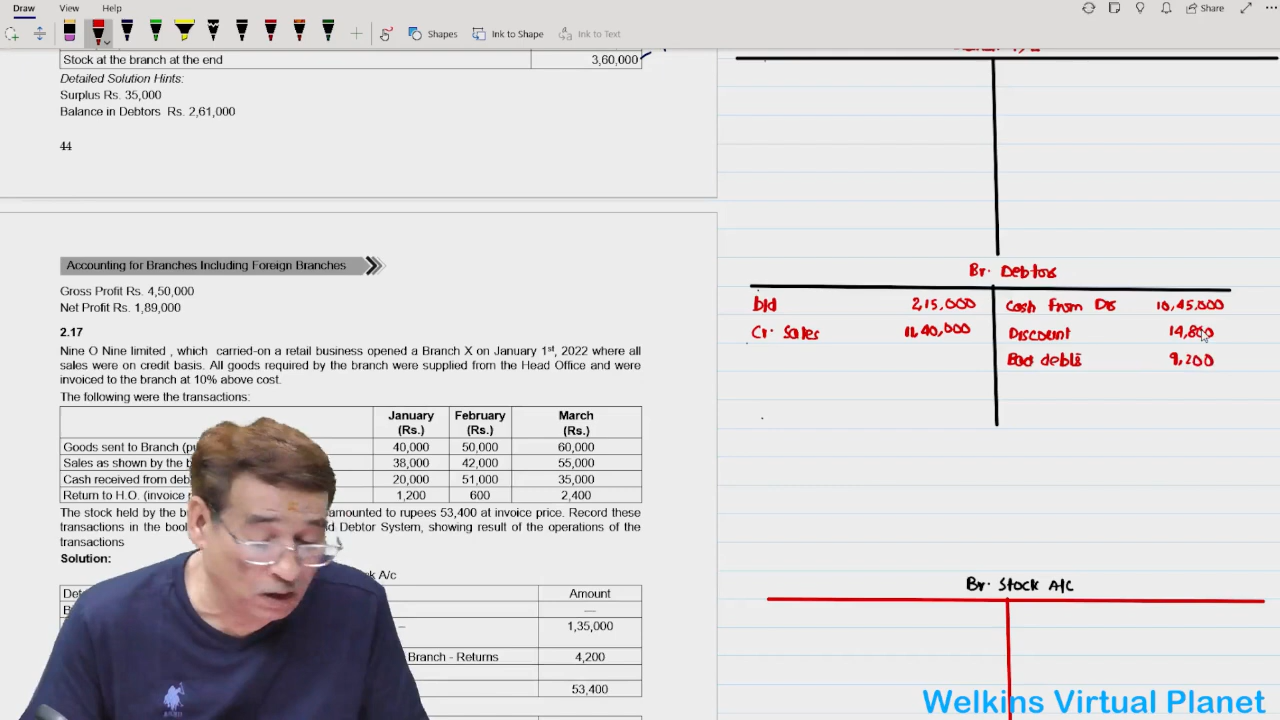 Draw View Help
Shapes Ink to Shape Ink to Text Share
Stock at the branch at the end 3,60,000
Detailed Solution Hints:
Surplus Rs. 35,000
Balance in Debtors Rs. 2,61,000
44
Accounting for Branches Including Foreign Branches
Gross Profit Rs. 4,50,000
Net Profit Rs. 1,89,000
2.17
Nine O Nine limited , which carried-on a retail business opened a Branch X on January 1st, 2022 where all
sales were on credit basis. All goods required by the branch were supplied from the Head Office and were
invoiced to the branch at 10% above cost.
The following were the transactions:
January February March
(Rs.) (Rs.) (Rs.)
Goods sent to Branch 40,000 50,000 60,000
Sales as shown by the 38,000 42,000 55,000
Cash received from 20,000 51,000 35,000
Return to H.O. (invoice 1,200 600 2,400
The stock held by the amounted to rupees 53,400 at invoice price. Record these
transactions in the Debtor System, showing result of the operations of the
transactions
Solution:
A/c
Amount
—
– 1,35,000
Branch - Returns 4,200
53,400
Br. Debtors
b/d 2,15,000 Cash from Drs 10,45,000
Cr. Sales 11,40,000 Discount 14,800
Bad debts 9,200
Br. Stock A/C
Welkins Virtual Planet